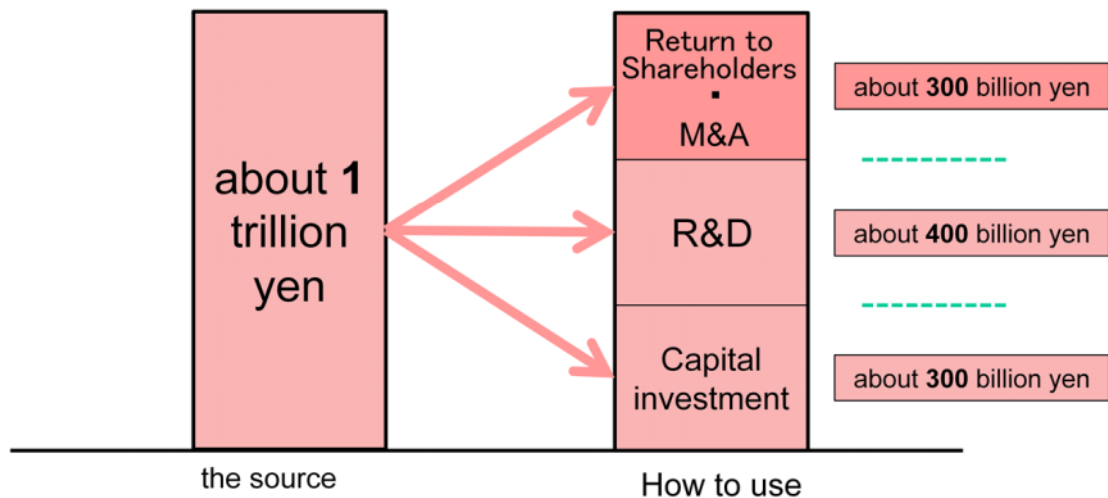 about 1
trillion
yen
the source
Return to
Shareholders
▪
M&A
R&D
Capital
investment
How to use
about 300 billion yen
about 400 billion yen
about 300 billion yen